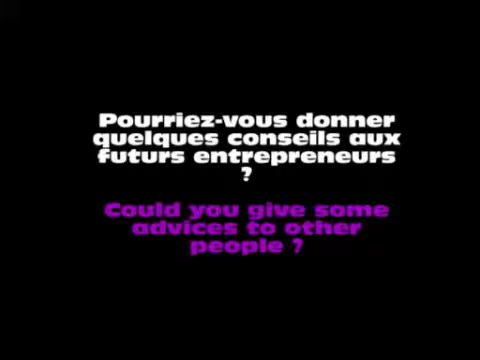 Pourriez-vous donner
quelques conseils aux
futurs entrepreneurs
?
Could you give some
advices to other
people ?